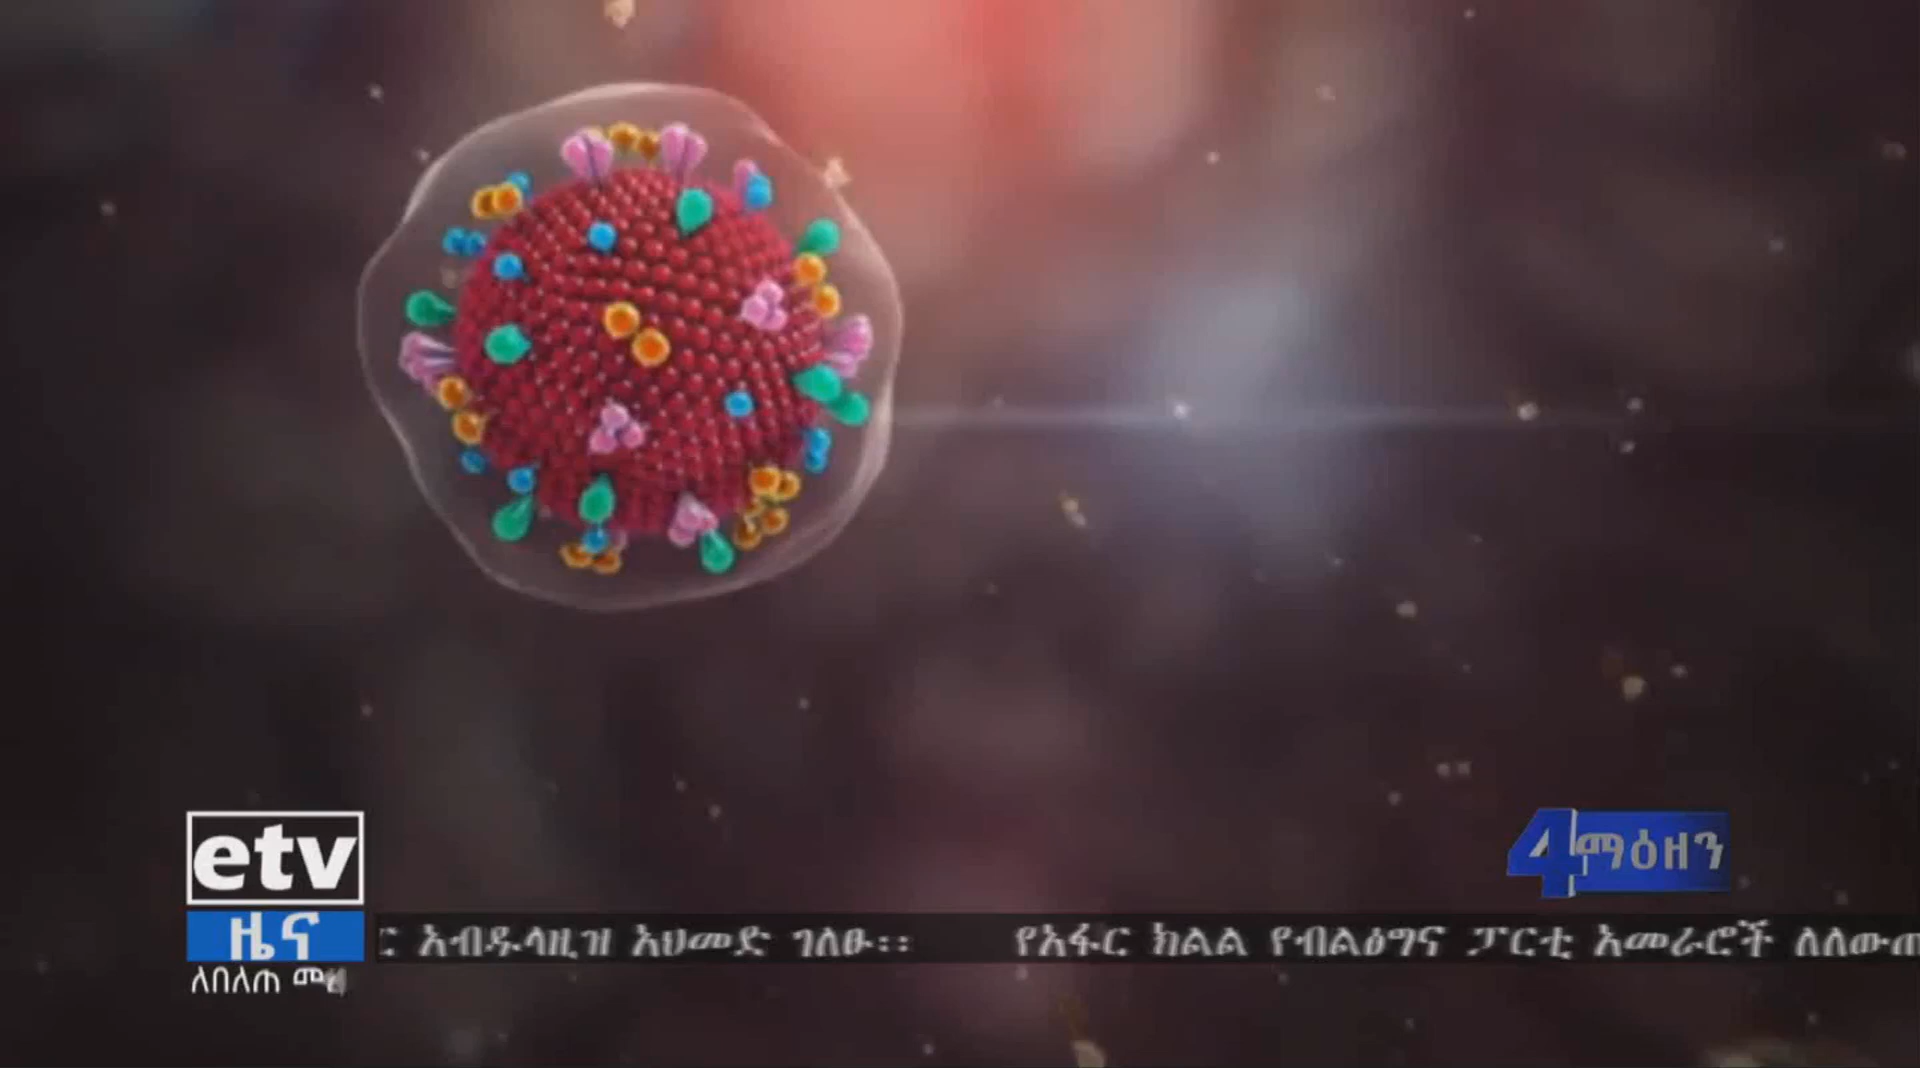 etv
4 ማዕዘን
ዜና
አብዱላዚዝ አህመድ ገለፁ፡፡ የአፋር ክልል የብልፅግና ፓርቲ አመራሮች
ለበለጠ